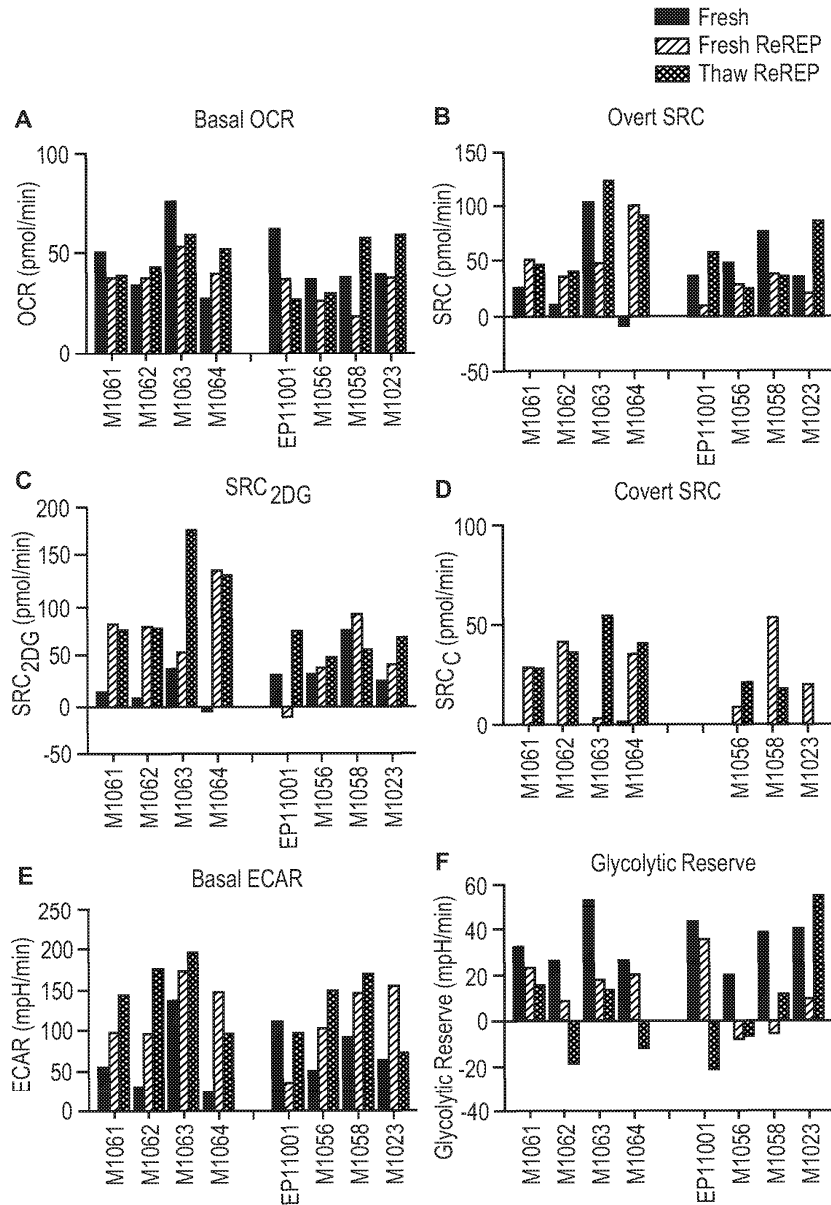 Fresh
Fresh ReREP
Thaw ReREP
A Basal OCR
OCR (pmol/min)
100
50
0
M1061 M1062 M1063 M1064 EP11001 M1056 M1058 M1023
B Overt SRC
SRC (pmol/min)
150
100
50
0
-50
M1061 M1062 M1063 M1064 EP11001 M1056 M1058 M1023
C SRC2DG
SRC2DG (pmol/min)
200
150
100
50
0
-50
M1061 M1062 M1063 M1064 EP11001 M1056 M1058 M1023
D Covert SRC
SRCC (pmol/min)
100
50
0
M1061 M1062 M1063 M1064 M1056 M1058 M1023
E Basal ECAR
ECAR (mpH/min)
250
200
150
100
50
0
M1061 M1062 M1063 M1064 EP11001 M1056 M1058 M1023
F Glycolytic Reserve
Glycolytic Reserve (mpH/min)
60
40
20
0
-20
-40
M1061 M1062 M1063 M1064 EP11001 M1056 M1058 M1023